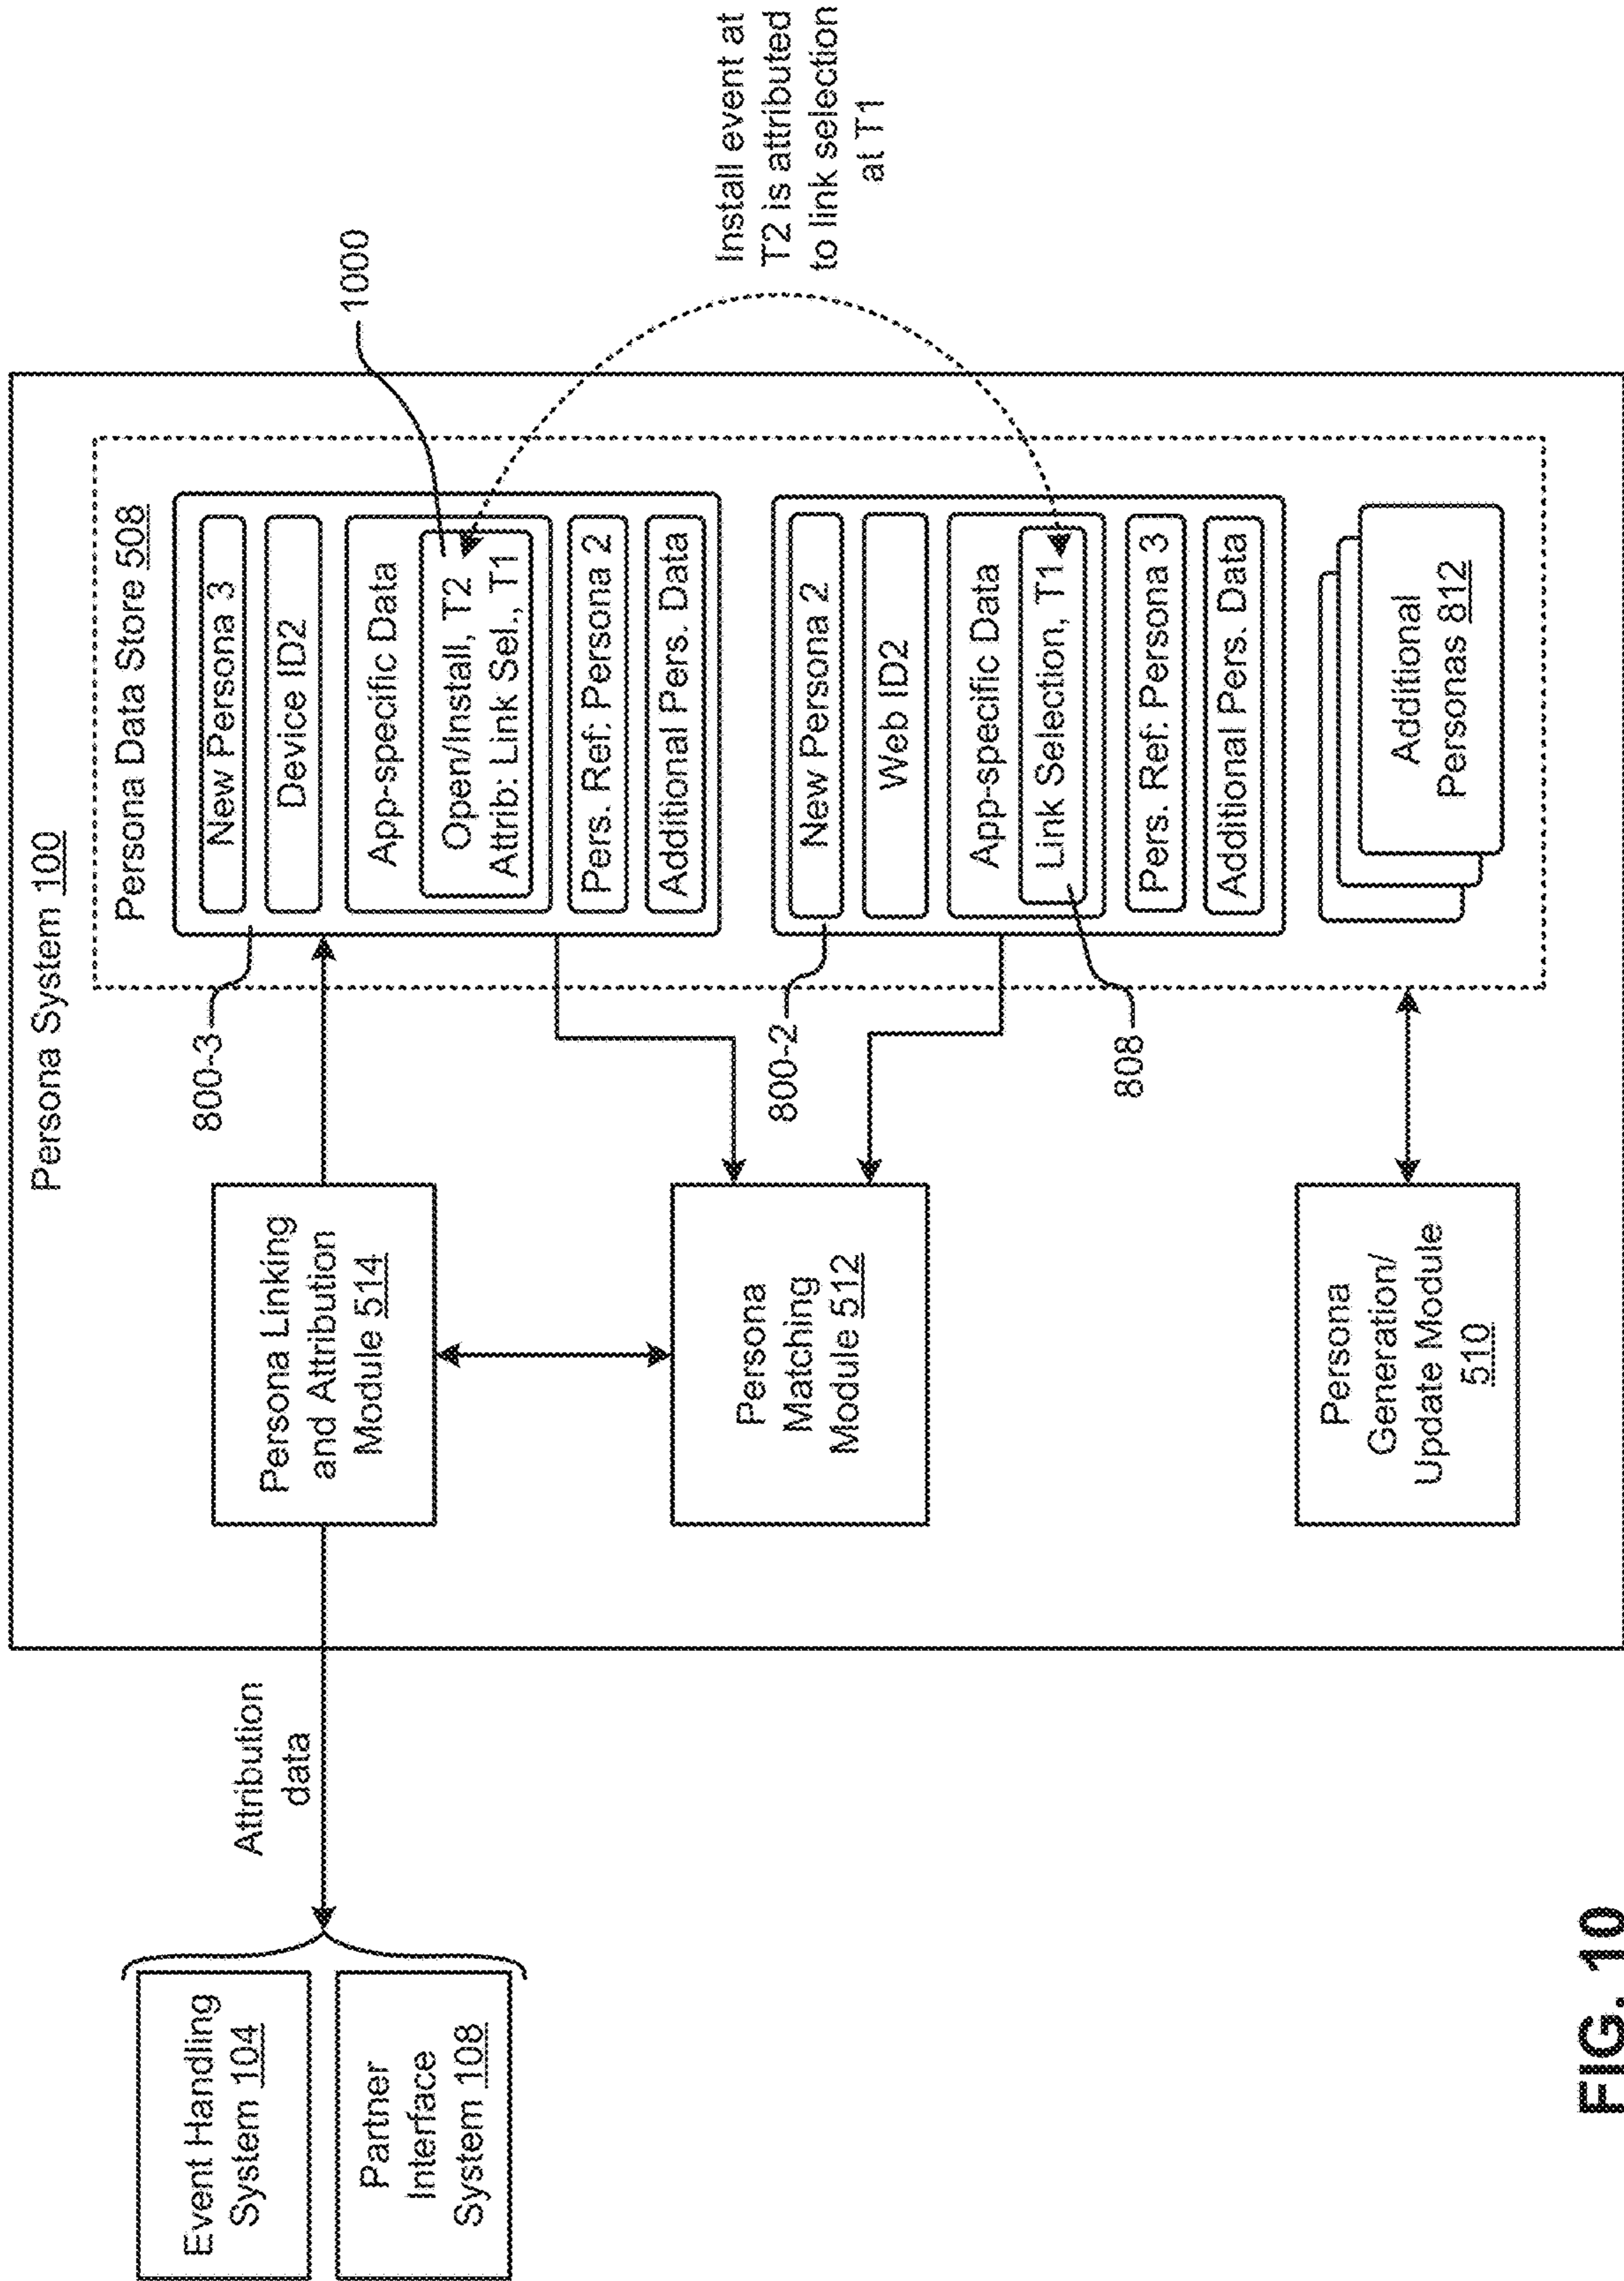 Persona System 100
Persona Data Store 508
Event Handling
System 104
Partner
Interface
System 108
Attribution
data
Persona Linking
and Attribution
Module 514
Persona
Matching
Module 512
Persona
Generation/
Update Module
510
800-3
New Persona 3
Device ID2
App-specific Data
Open/Install, T2
Attrib: Link Sel., T1
Pers. Ref: Persona 2
Additional Pers. Data
1000
800-2
New Persona 2
Web ID2
App-specific Data
Link Selection, T1
Pers. Ref: Persona 3
Additional Pers. Data
808
Additional
Personas 812
Install event at
T2 is attributed
to link selection
at T1
FIG. 10